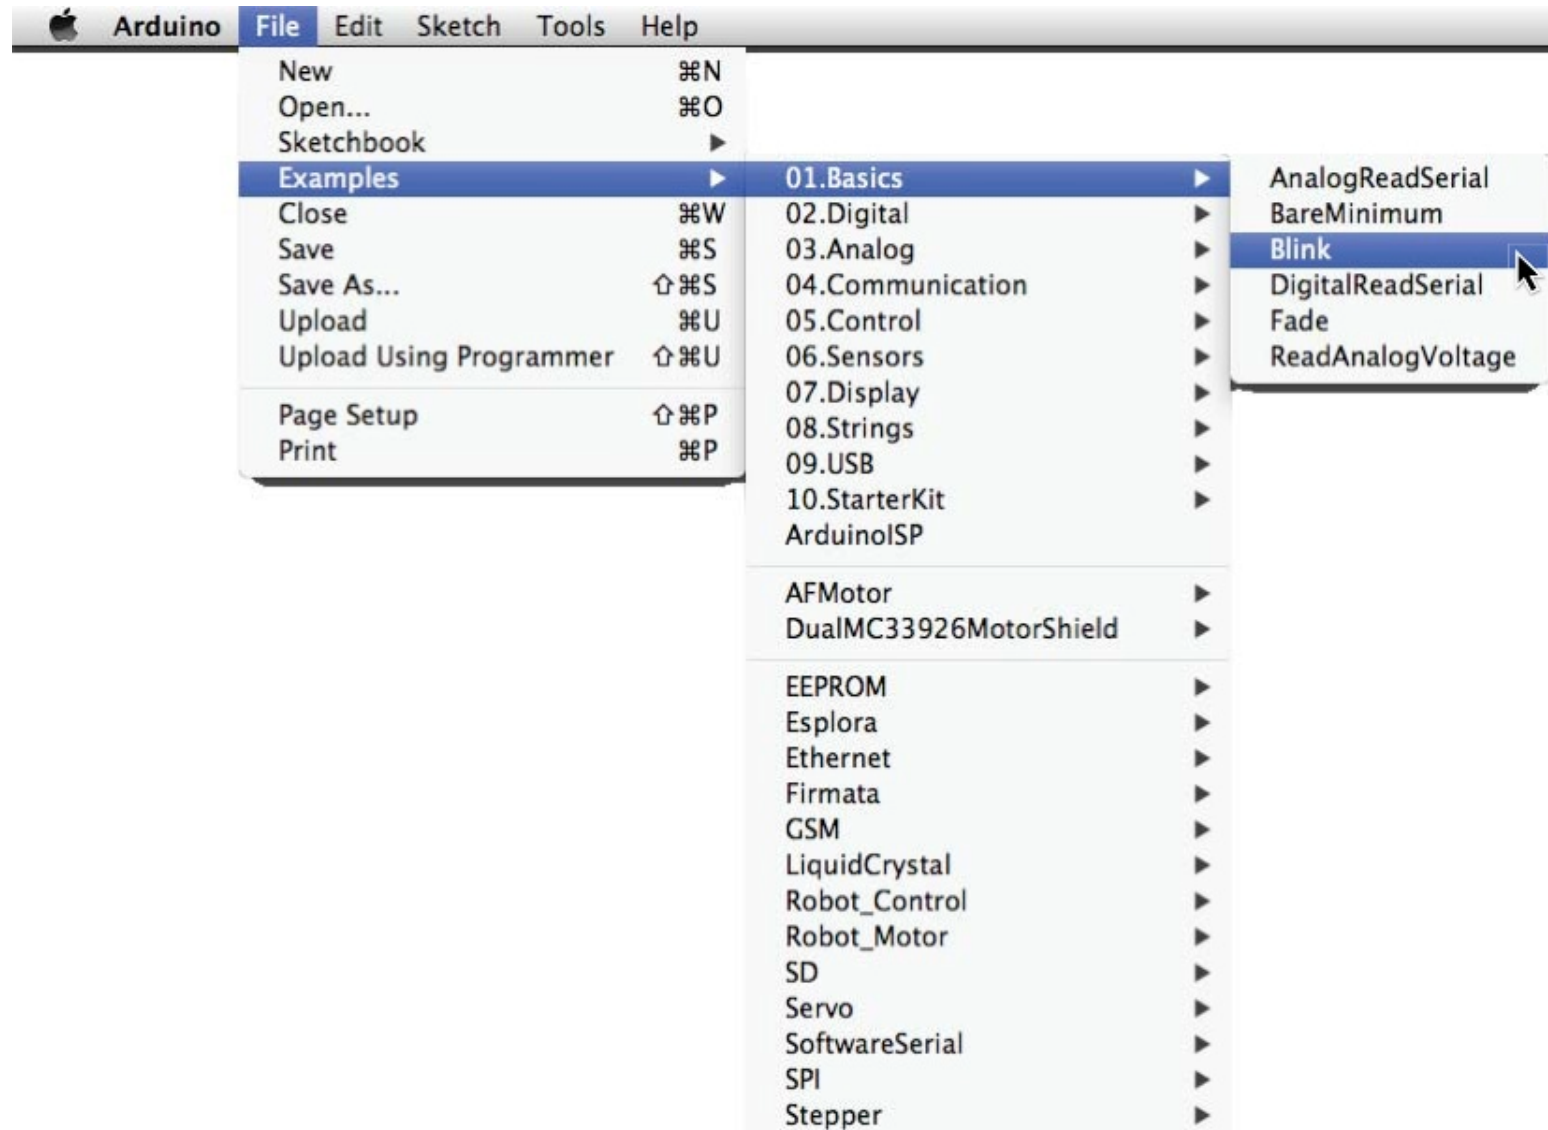 Arduino File Edit Sketch Tools Help
New ⌘N
Open... ⌘O
Sketchbook
Examples
Close ⌘W
Save ⌘S
Save As... ⇧⌘S
Upload ⌘U
Upload Using Programmer ⇧⌘U
Page Setup ⇧⌘P
Print ⌘P
01.Basics
02.Digital
03.Analog
04.Communication
05.Control
06.Sensors
07.Display
08.Strings
09.USB
10.StarterKit
ArduinoISP
AFMotor
DualMC33926MotorShield
EEPROM
Esplora
Ethernet
Firmata
GSM
LiquidCrystal
Robot_Control
Robot_Motor
SD
Servo
SoftwareSerial
SPI
Stepper
AnalogReadSerial
BareMinimum
Blink
DigitalReadSerial
Fade
ReadAnalogVoltage